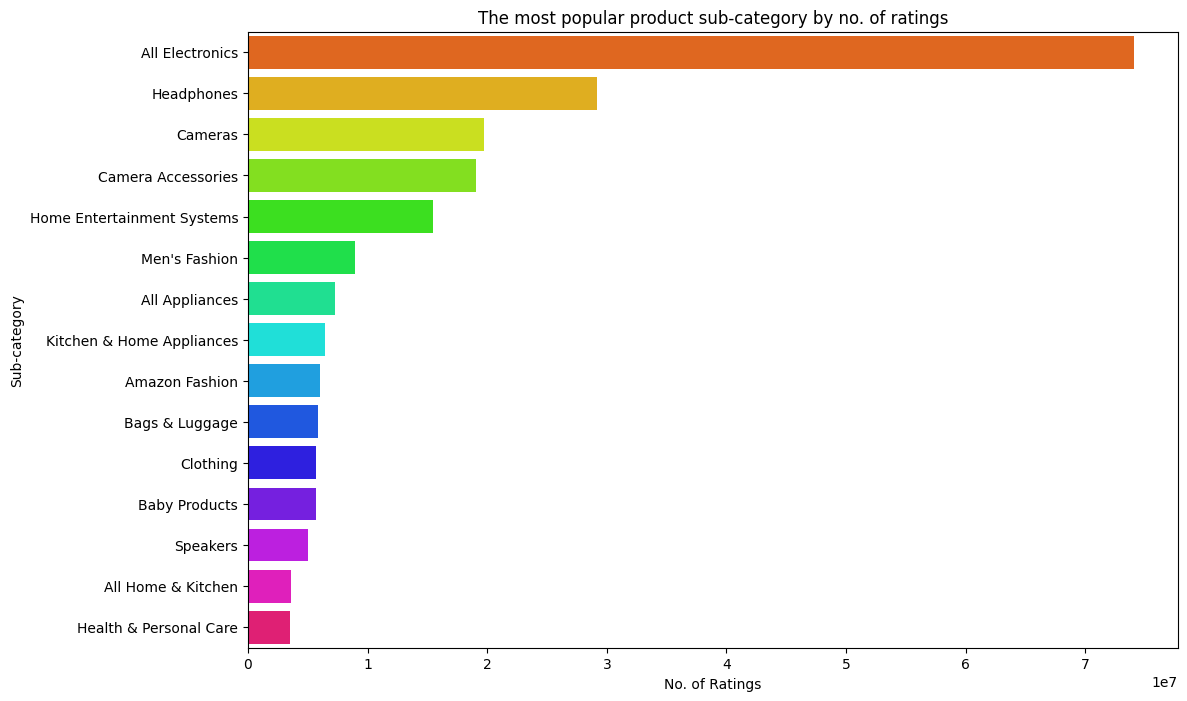 The most popular product sub-category by no. of ratings
Sub-category
All Electronics
Headphones
Cameras
Camera Accessories
Home Entertainment Systems
Men's Fashion
All Appliances
Kitchen & Home Appliances
Amazon Fashion
Bags & Luggage
Clothing
Baby Products
Speakers
All Home & Kitchen
Health & Personal Care
0 1 2 3 4 5 6 7
1e7
No. of Ratings